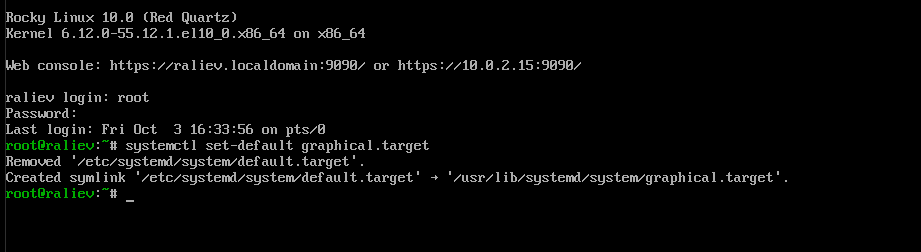 Rocky Linux 10.0 (Red Quartz)
Kernel 6.12.0-55.12.1.el10_0.x86_64 on x86_64
Web console: https://raliev.localdomain:9090/ or https://10.0.2.15:9090/
raliev login: root
Password:
Last login: Fri Oct  3 16:33:56 on pts/0
root@raliev:~# systemctl set-default graphical.target
Removed '/etc/systemd/system/default.target'.
Created symlink '/etc/systemd/system/default.target' → '/usr/lib/systemd/system/graphical.target'.
root@raliev:~# _